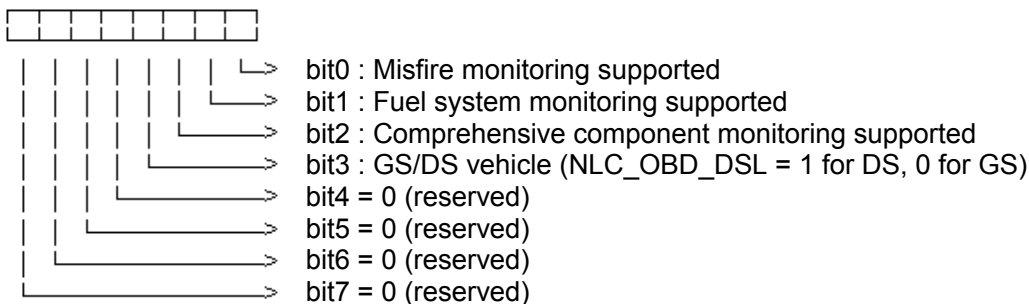 bit0 : Misfire monitoring supported
bit1 : Fuel system monitoring supported
bit2 : Comprehensive component monitoring supported
bit3 : GS/DS vehicle (NLC_OBD_DSL = 1 for DS, 0 for GS)
bit4 = 0 (reserved)
bit5 = 0 (reserved)
bit6 = 0 (reserved)
bit7 = 0 (reserved)